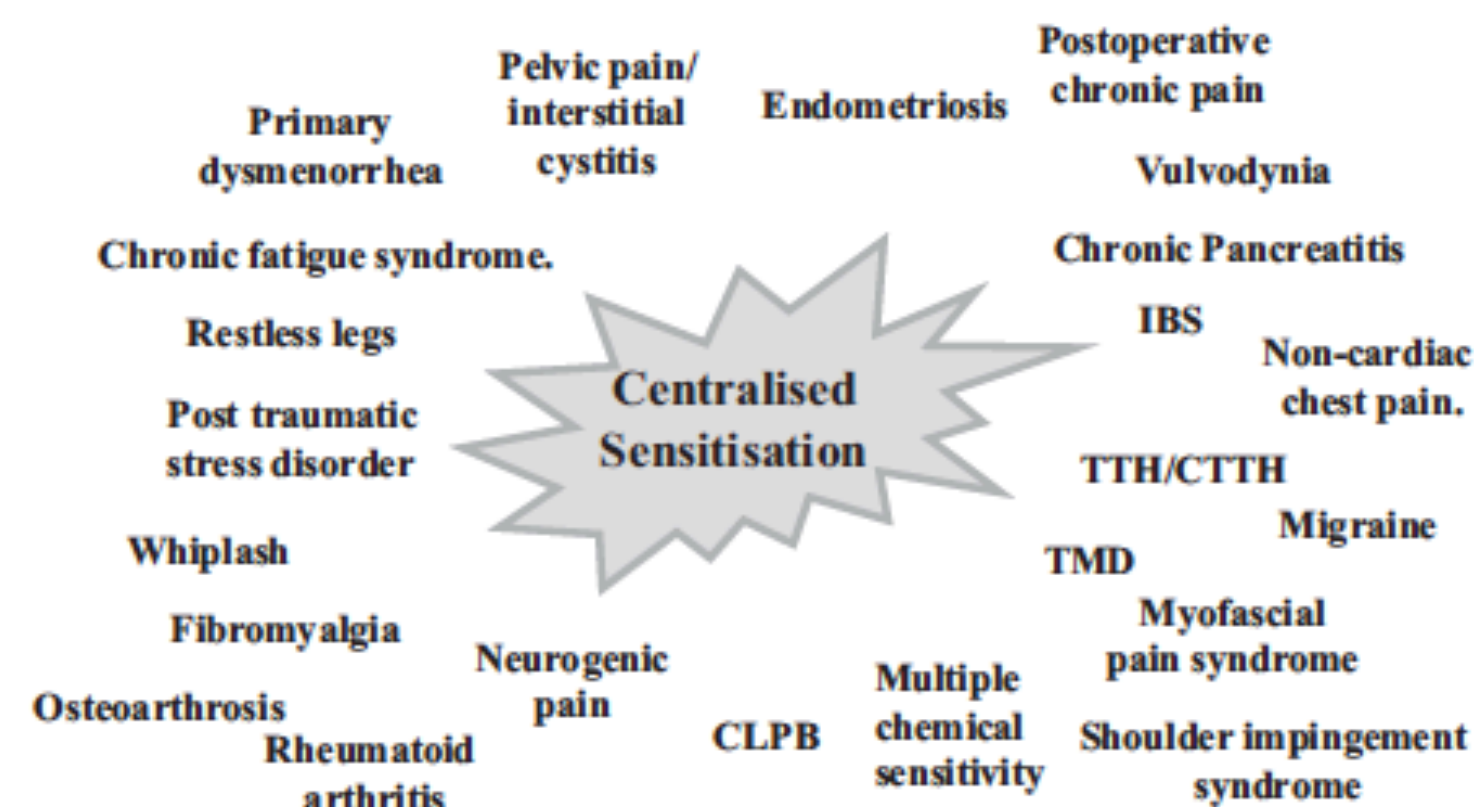 Postoperative
chronic pain
Pelvic pain/
interstitial
cystitis
Endometriosis
Primary
dysmenorrhea
Vulvodynia
Chronic fatigue syndrome.
Chronic Pancreatitis
Restless legs
IBS
Non-cardiac
chest pain.
Centralised
Sensitisation
Post traumatic
stress disorder
TTH/CTTH
Migraine
Whiplash
TMD
Fibromyalgia
Myofascial
pain syndrome
Neurogenic
pain
Multiple
chemical
sensitivity
Osteoarthrosis
CLPB
Shoulder impingement
syndrome
Rheumatoid
arthritis